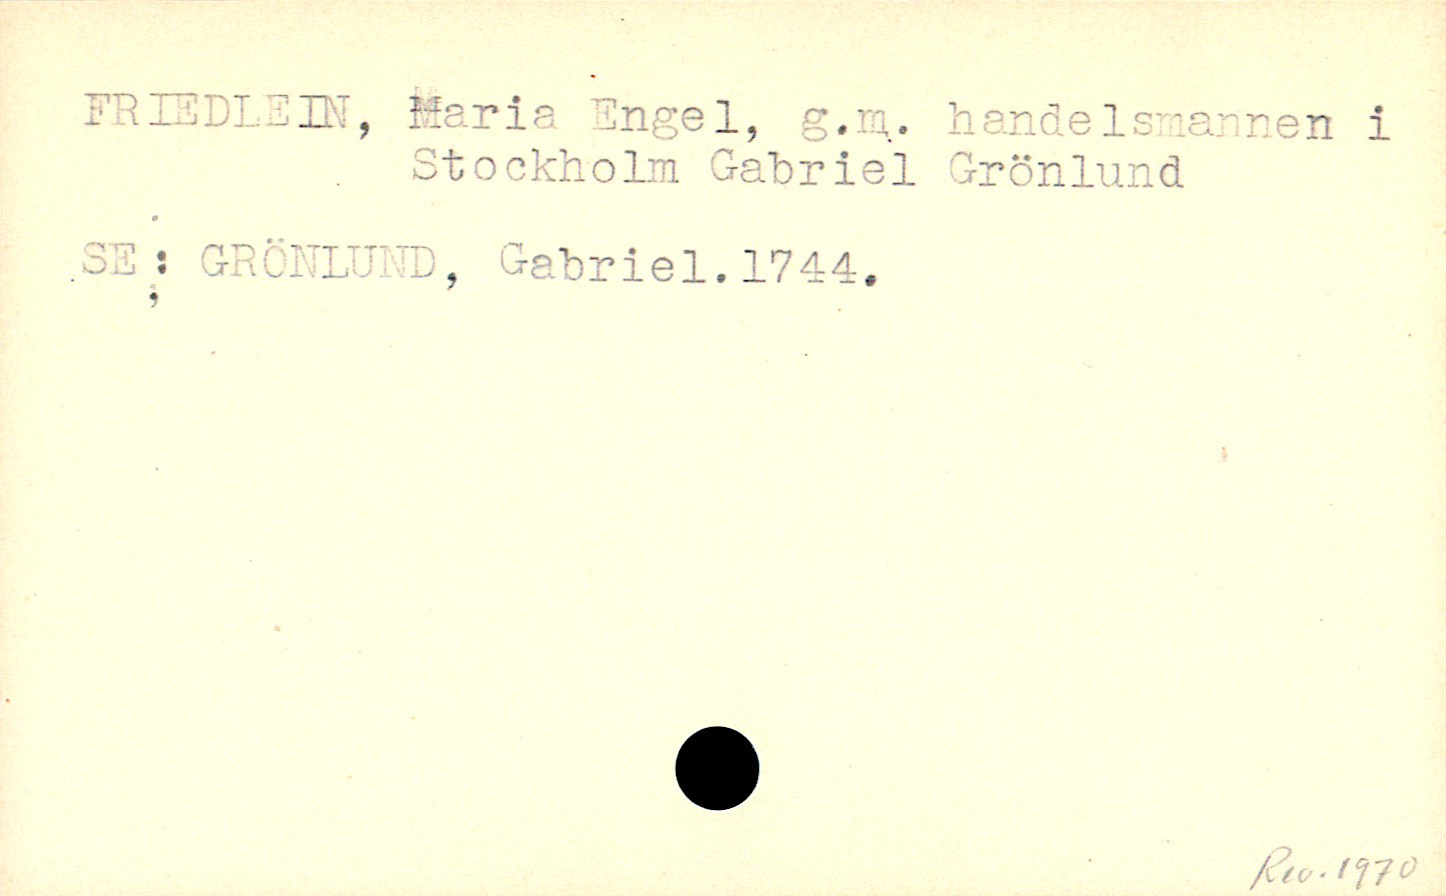 FRIEDLEIN, Maria Engel, g.m. handelsmannen i
Stockholm Gabriel Grönlund
SE: GRÖNLUND, Gabriel.1744.
Rev. 1970